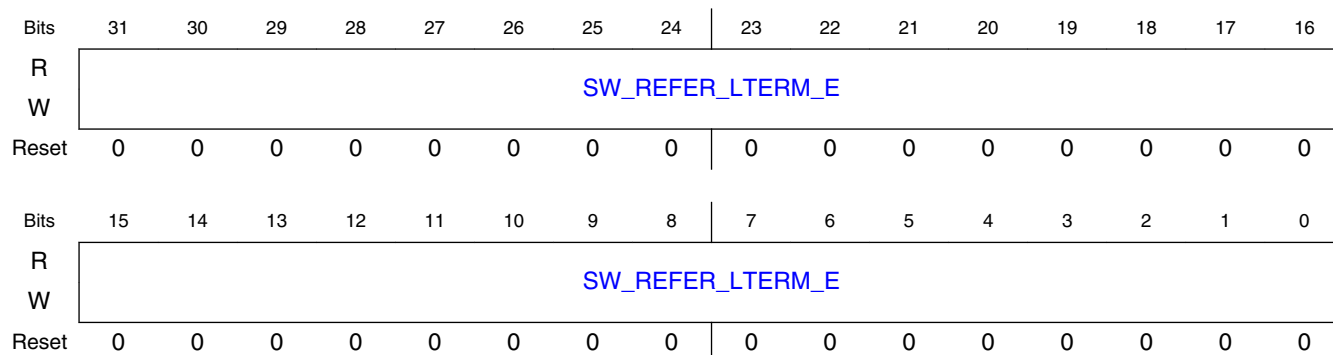 Bits 31 30 29 28 27 26 25 24 23 22 21 20 19 18 17 16
R
SW_REFER_LTERM_E
W
Reset 0 0 0 0 0 0 0 0 0 0 0 0 0 0 0 0
Bits 15 14 13 12 11 10 9 8 7 6 5 4 3 2 1 0
R
SW_REFER_LTERM_E
W
Reset 0 0 0 0 0 0 0 0 0 0 0 0 0 0 0 0